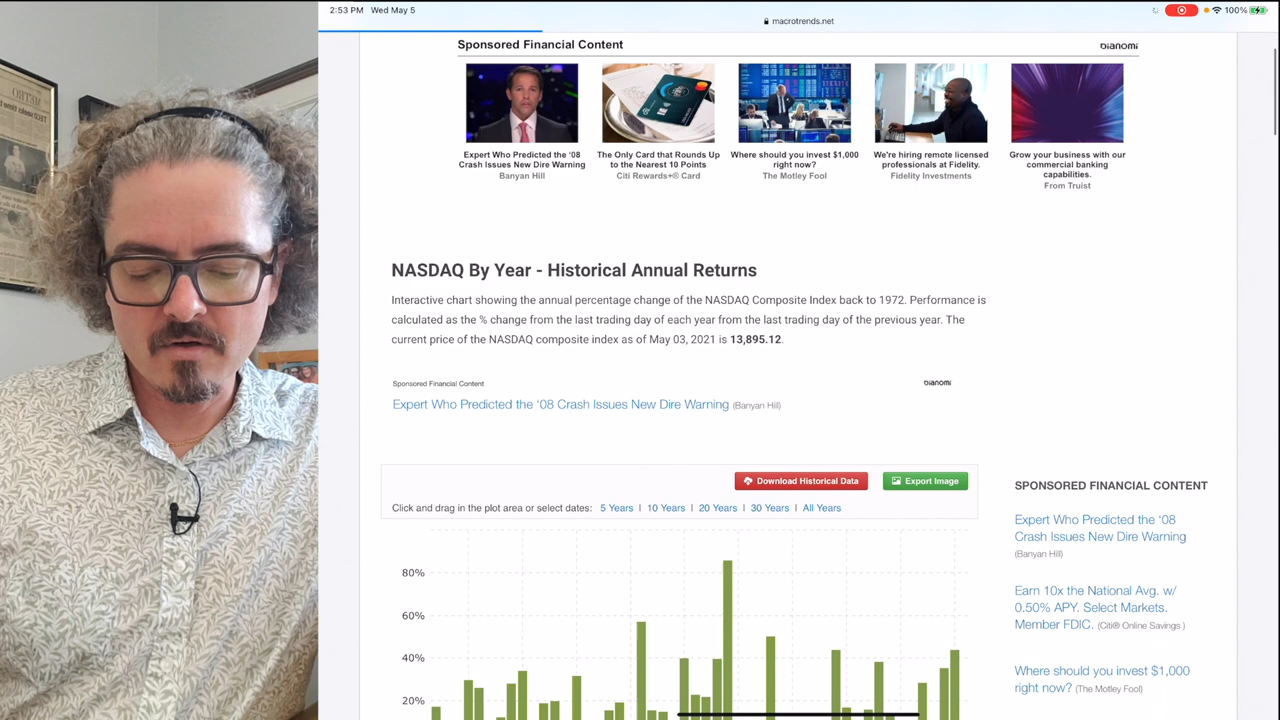 2:53 PM Wed May 5
100%
macrotrends.net
METRO
Sponsored Financial Content
bianomi
Expert Who Predicted the ‘08
Crash Issues New Dire Warning
Banyan Hill
The Only Card that Rounds Up
to the Nearest 10 Points
Citi Rewards+® Card
Where should you invest $1,000
right now?
The Motley Fool
We're hiring remote licensed
professionals at Fidelity.
Fidelity Investments
Grow your business with our
commercial banking
capabilities.
From Truist
NASDAQ By Year - Historical Annual Returns
Interactive chart showing the annual percentage change of the NASDAQ Composite Index back to 1972. Performance is
calculated as the % change from the last trading day of each year from the last trading day of the previous year. The
current price of the NASDAQ composite index as of May 03, 2021 is 13,895.12.
Sponsored Financial Content
bianomi
Expert Who Predicted the ‘08 Crash Issues New Dire Warning (Banyan Hill)
Download Historical Data
Export Image
Click and drag in the plot area or select dates: 5 Years | 10 Years | 20 Years | 30 Years | All Years
80%
60%
40%
20%
SPONSORED FINANCIAL CONTENT
Expert Who Predicted the ‘08
Crash Issues New Dire Warning
(Banyan Hill)
Earn 10x the National Avg. w/
0.50% APY. Select Markets.
Member FDIC. (Citi® Online Savings )
Where should you invest $1,000
right now? (The Motley Fool)